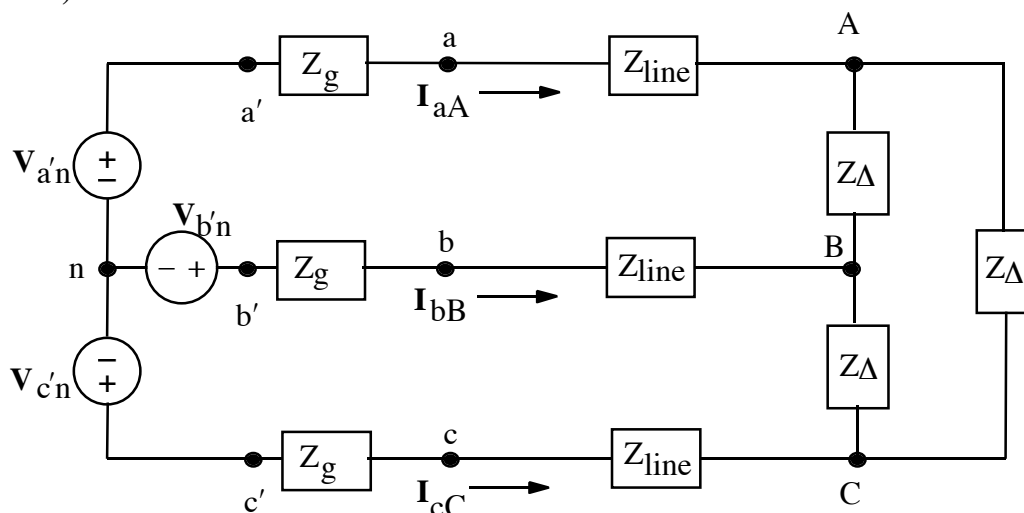 )
A
a
Z_g
Z_line
a′
I_aA
V_a′n
+
−
Z_Δ
V_b′n
b
B
n
− +
Z_g
Z_line
Z_Δ
b′
I_bB
V_c′n
−
+
Z_Δ
c
Z_g
Z_line
c′
I_cC
C